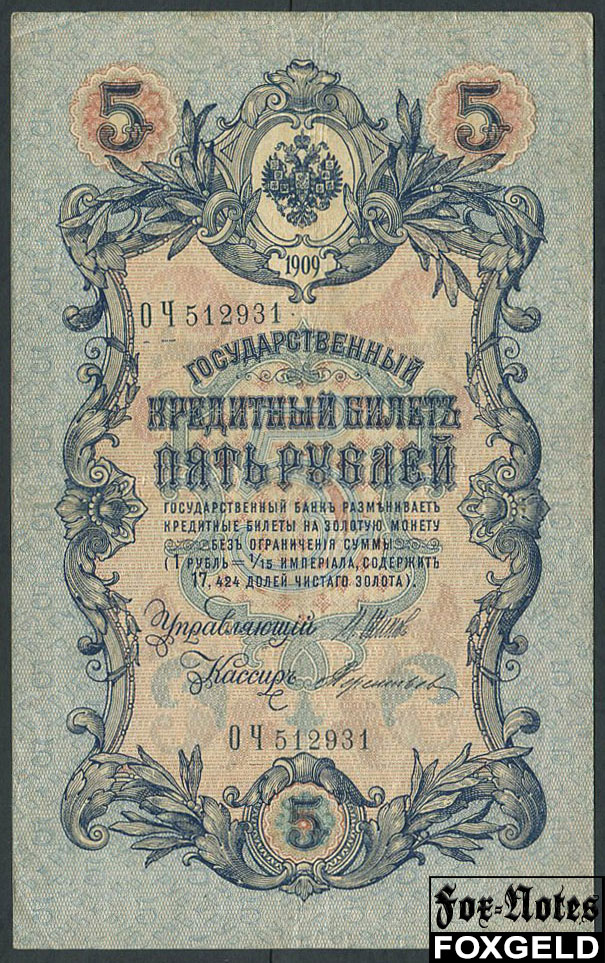 5 5
1909
ОЧ 512931
ГОСУДАРСТВЕННЫЙ
КРЕДИТНЫЙ БИЛЕТЪ
ПЯТЬ РУБЛЕЙ
ГОСУДАРСТВЕННЫЙ БАНКЪ РАЗМѢНИВАЕТЪ
КРЕДИТНЫЕ БИЛЕТЫ НА ЗОЛОТУЮ МОНЕТУ
БЕЗЪ ОГРАНИЧЕНІЯ СУММЫ
(1 РУБЛЬ = 1/15 ИМПЕРІАЛА, СОДЕРЖИТЪ
17,424 ДОЛЕЙ ЧИСТАГО ЗОЛОТА).
Управляющій
Кассиръ
ОЧ 512931
5
Fox-Notes
FOXGELD